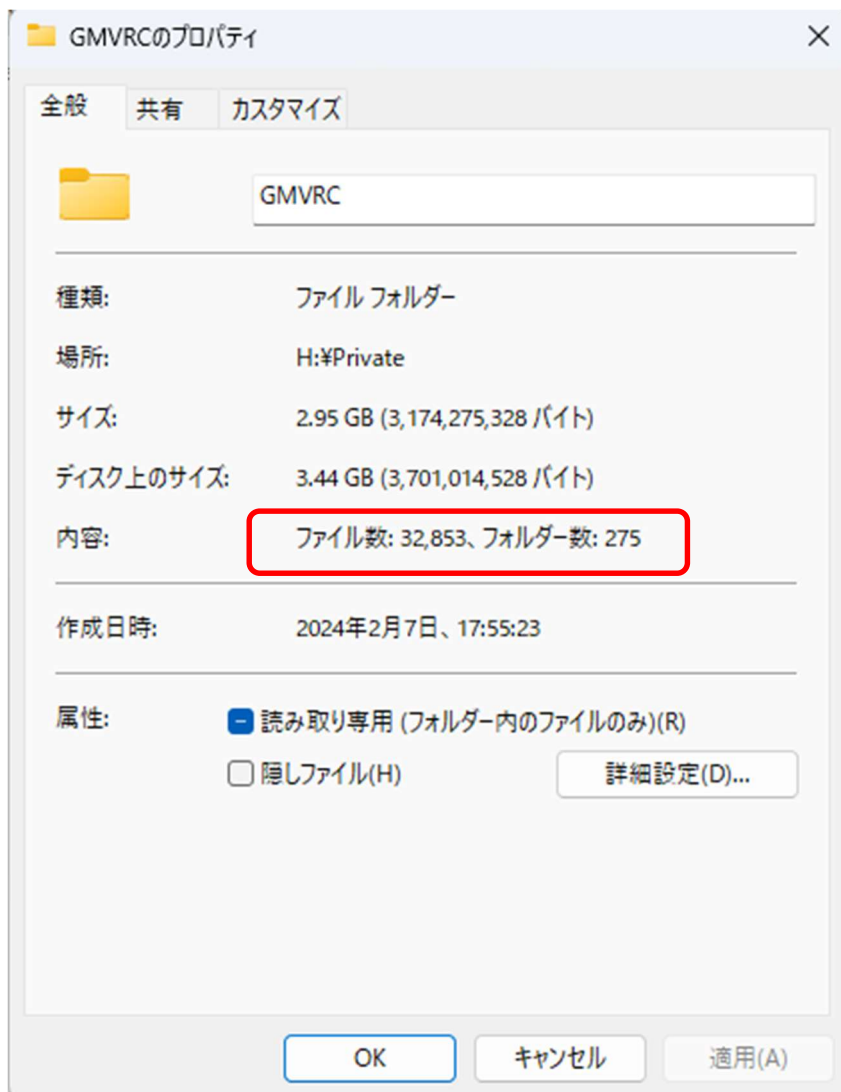 GMVRCのプロパティ
全般 共有 カスタマイズ
GMVRC
種類: ファイル フォルダー
場所: H:¥Private
サイズ: 2.95 GB (3,174,275,328 バイト)
ディスク上のサイズ: 3.44 GB (3,701,014,528 バイト)
内容: ファイル数: 32,853、フォルダー数: 275
作成日時: 2024年2月7日、17:55:23
属性: 読み取り専用 (フォルダー内のファイルのみ)(R)
隠しファイル(H) 詳細設定(D)...
OK キャンセル 適用(A)